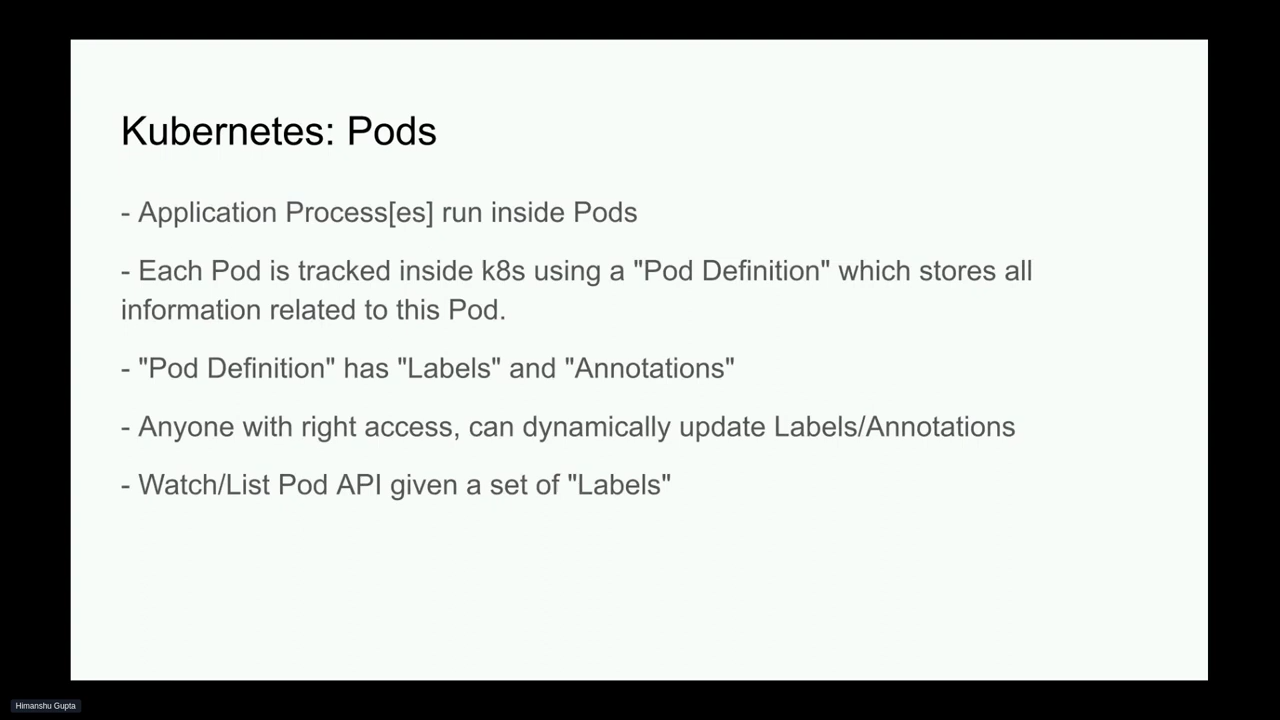 Kubernetes: Pods
- Application Process[es] run inside Pods
- Each Pod is tracked inside k8s using a "Pod Definition" which stores all
information related to this Pod.
- "Pod Definition" has "Labels" and "Annotations"
- Anyone with right access, can dynamically update Labels/Annotations
- Watch/List Pod API given a set of "Labels"
Himanshu Gupta